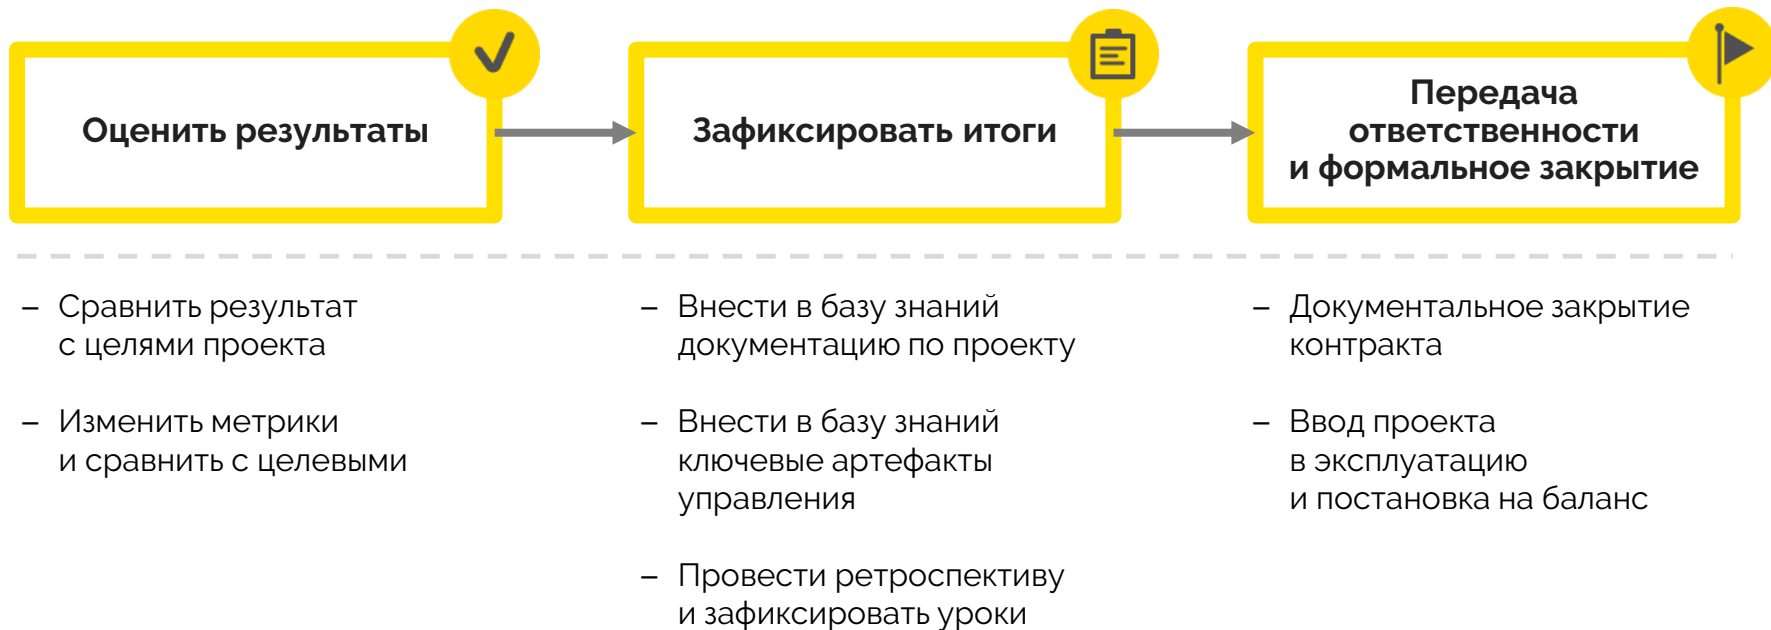 Оценить результаты
Зафиксировать итоги
Передача
ответственности
и формальное закрытие
– Сравнить результат
с целями проекта
– Изменить метрики
и сравнить с целевыми
– Внести в базу знаний
документацию по проекту
– Внести в базу знаний
ключевые артефакты
управления
– Провести ретроспективу
и зафиксировать уроки
– Документальное закрытие
контракта
– Ввод проекта
в эксплуатацию
и постановка на баланс